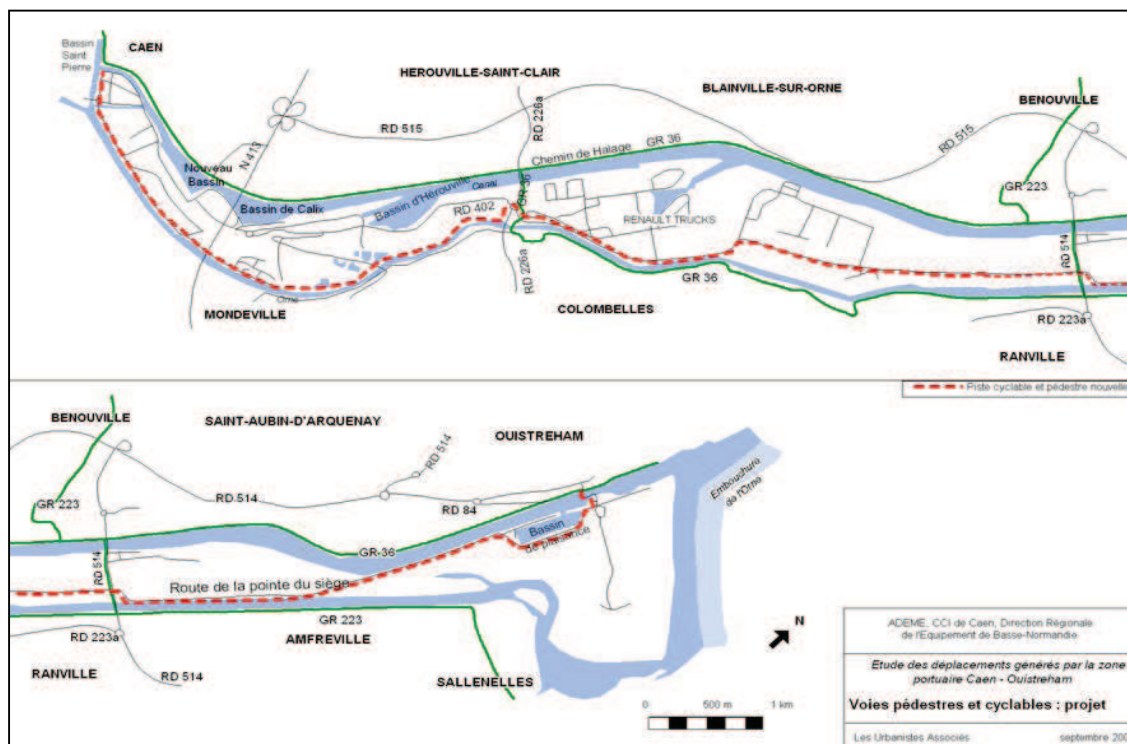 Bassin
Saint
Pierre
CAEN
HEROUVILLE-SAINT-CLAIR
BLAINVILLE-SUR-ORNE
BENOUVILLE
RD 515
N 413
RD 226a
Chemin de Halage
GR 36
RD 515
GR 223
Nouveau
Bassin
Bassin de Calix
Bassin d'Hérouville
Canal
GR 36
RD 402
RENAULT TRUCKS
RD 514
RD 226a
GR 36
Orne
MONDEVILLE
COLOMBELLES
RD 223a
RANVILLE
Piste cyclable et pédestre nouvelle
BENOUVILLE
SAINT-AUBIN-D'ARQUENAY
OUISTREHAM
RD 514
GR 223
RD 514
RD 84
Embouchure
de l'Orne
Bassin
de plaisance
GR 36
RD 514
Route de la pointe du siège
GR 223
RD 223a
AMFREVILLE
RANVILLE
RD 514
SALLENELLES
N
0 500 m 1 km
ADEME, CCI de Caen, Direction Régionale
de l'Equipement de Basse-Normandie
Etude des déplacements générés par la zone
portuaire Caen - Ouistreham
Voies pédestres et cyclables : projet
Les Urbanistes Associés septembre 200